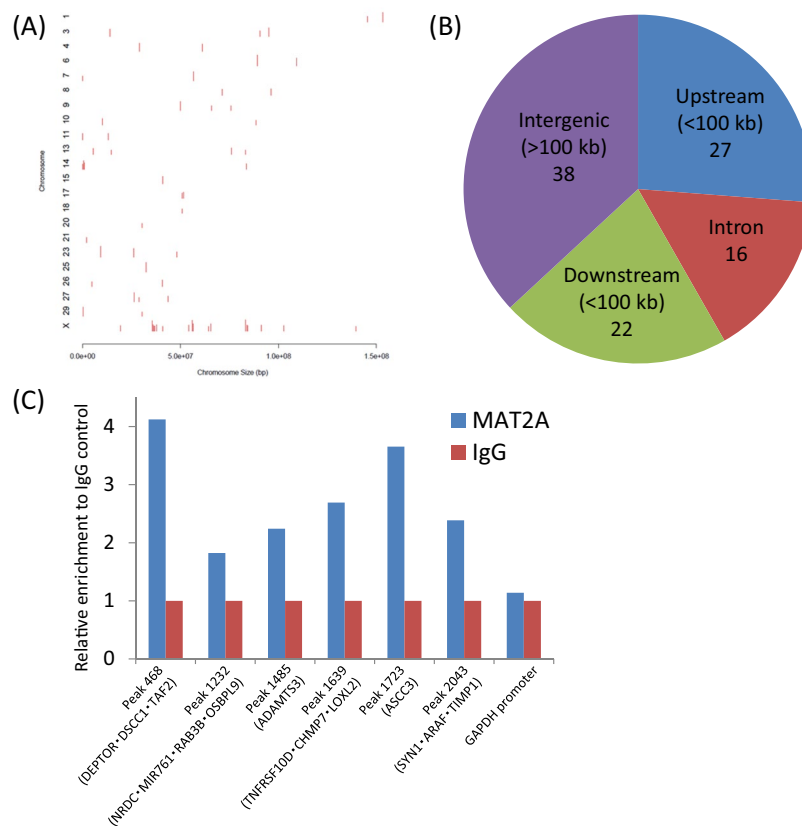 (A)
1
3
4
6
7
8
9
10
11
13
14
15
17
18
20
21
23
25
26
27
29
X
Chromosome
0.0e+00 5.0e+07 1.0e+08 1.5e+08
Chromosome Size (bp)
(B)
Upstream
(<100 kb)
27
Intron
16
Downstream
(<100 kb)
22
Intergenic
(>100 kb)
38
(C)
MAT2A
IgG
Relative enrichment to IgG control
4
3
2
1
0
Peak 468
(DEPTOR・DSCC1・TAF2)
Peak 1232
(NRDC・MIR761・RAB3B・OSBPL9)
Peak 1485
(ADAMTS3)
Peak 1639
(TNFRSF10D・CHMP7・LOXL2)
Peak 1723
(ASCC3)
Peak 2043
(SYN1・ARAF・TIMP1)
GAPDH promoter